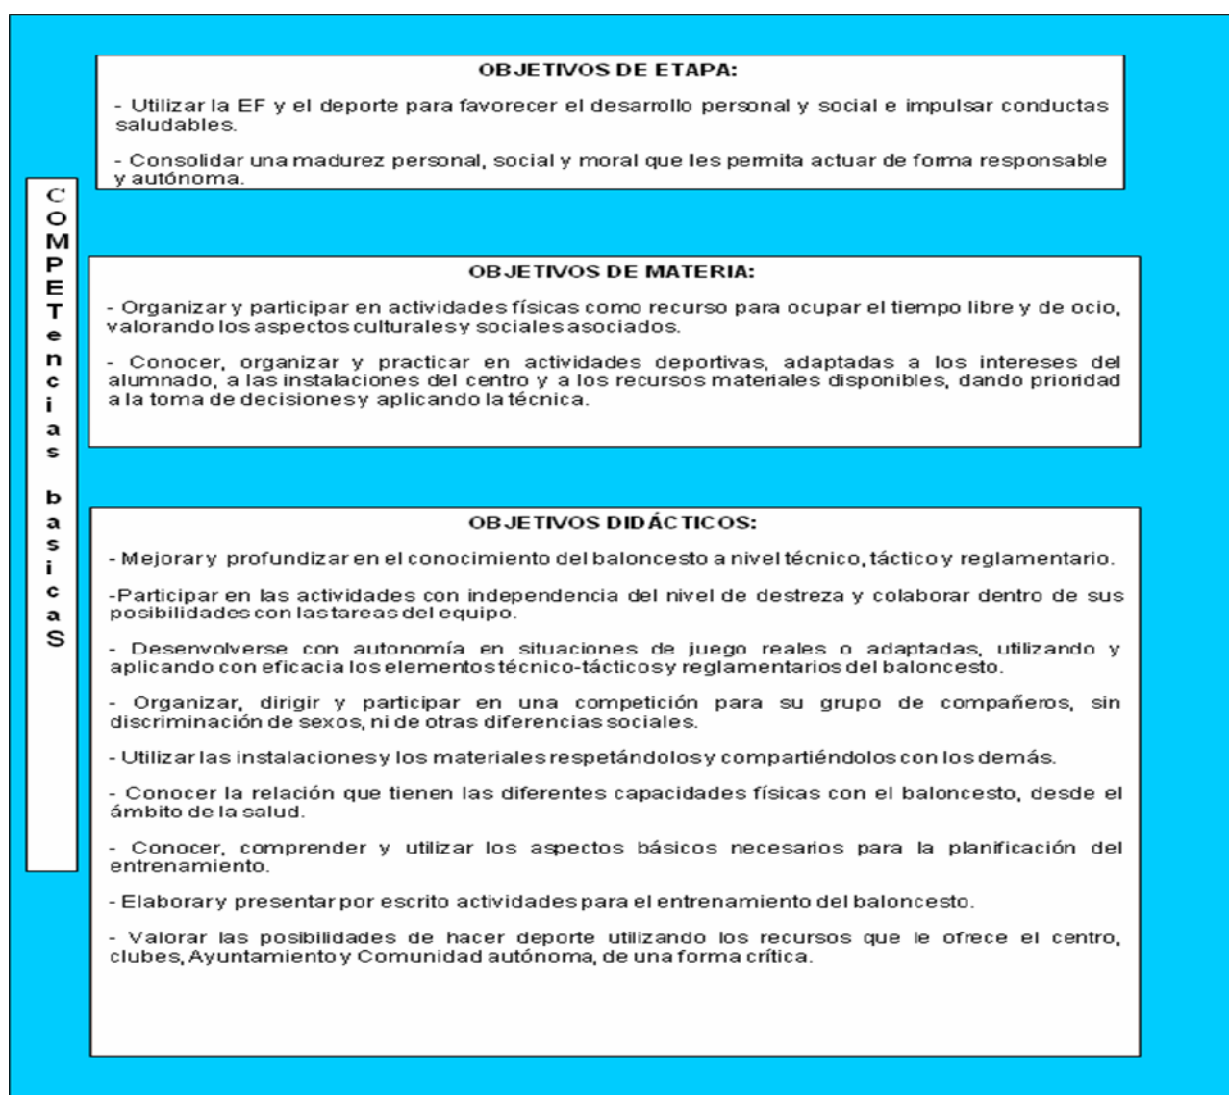 OBJETIVOS DE ETAPA:
- Utilizar la EF y el deporte para favorecer el desarrollo personal y social e impulsar conductas
saludables.
- Consolidar una madurez personal, social y moral que les permita actuar de forma responsable
y autónoma.
COMPETencias basicaS
OBJETIVOS DE MATERIA:
- Organizar y participar en actividades físicas como recurso para ocupar el tiempo libre y de ocio,
valorando los aspectos culturales y sociales asociados.
- Conocer, organizar y practicar en actividades deportivas, adaptadas a los intereses del
alumnado, a las instalaciones del centro y a los recursos materiales disponibles, dando prioridad
a la toma de decisiones y aplicando la técnica.
OBJETIVOS DIDÁCTICOS:
- Mejorar y profundizar en el conocimiento del baloncesto a nivel técnico, táctico y reglamentario.
-Participar en las actividades con independencia del nivel de destreza y colaborar dentro de sus
posibilidades con las tareas del equipo.
- Desenvolverse con autonomía en situaciones de juego reales o adaptadas, utilizando y
aplicando con eficacia los elementos técnico-tácticos y reglamentarios del baloncesto.
- Organizar, dirigir y participar en una competición para su grupo de compañeros, sin
discriminación de sexos, ni de otras diferencias sociales.
- Utilizar las instalaciones y los materiales respetándolos y compartiéndolos con los demás.
- Conocer la relación que tienen las diferentes capacidades físicas con el baloncesto, desde el
ámbito de la salud.
- Conocer, comprender y utilizar los aspectos básicos necesarios para la planificación del
entrenamiento.
- Elaborar y presentar por escrito actividades para el entrenamiento del baloncesto.
- Valorar las posibilidades de hacer deporte utilizando los recursos que le ofrece el centro,
clubes, Ayuntamiento y Comunidad autónoma, de una forma crítica.